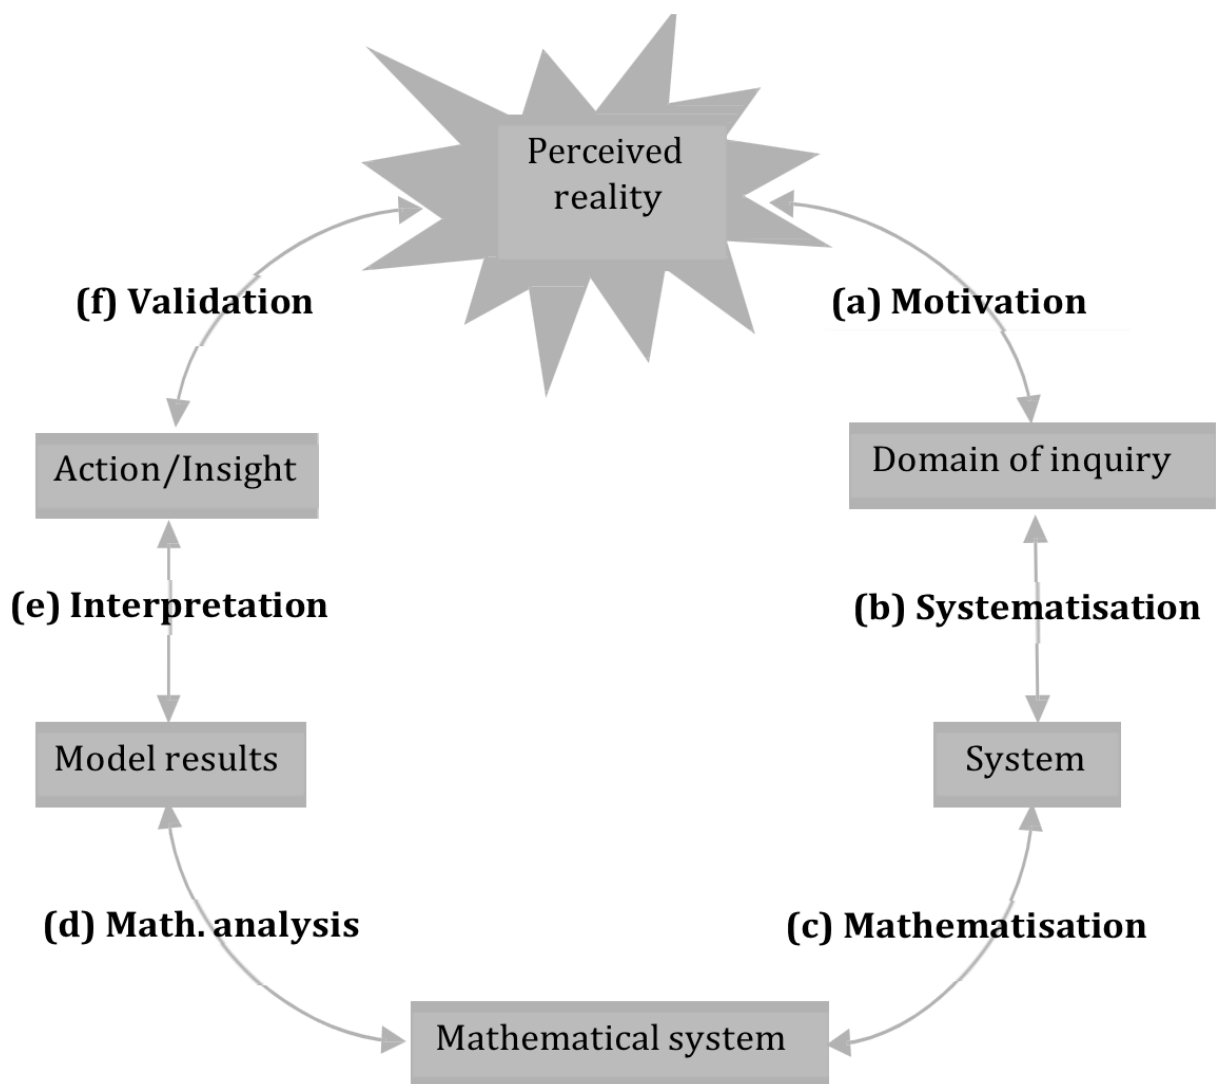 Perceived
reality
(f) Validation
(a) Motivation
Action/Insight
Domain of inquiry
(e) Interpretation
(b) Systematisation
Model results
System
(d) Math. analysis
(c) Mathematisation
Mathematical system